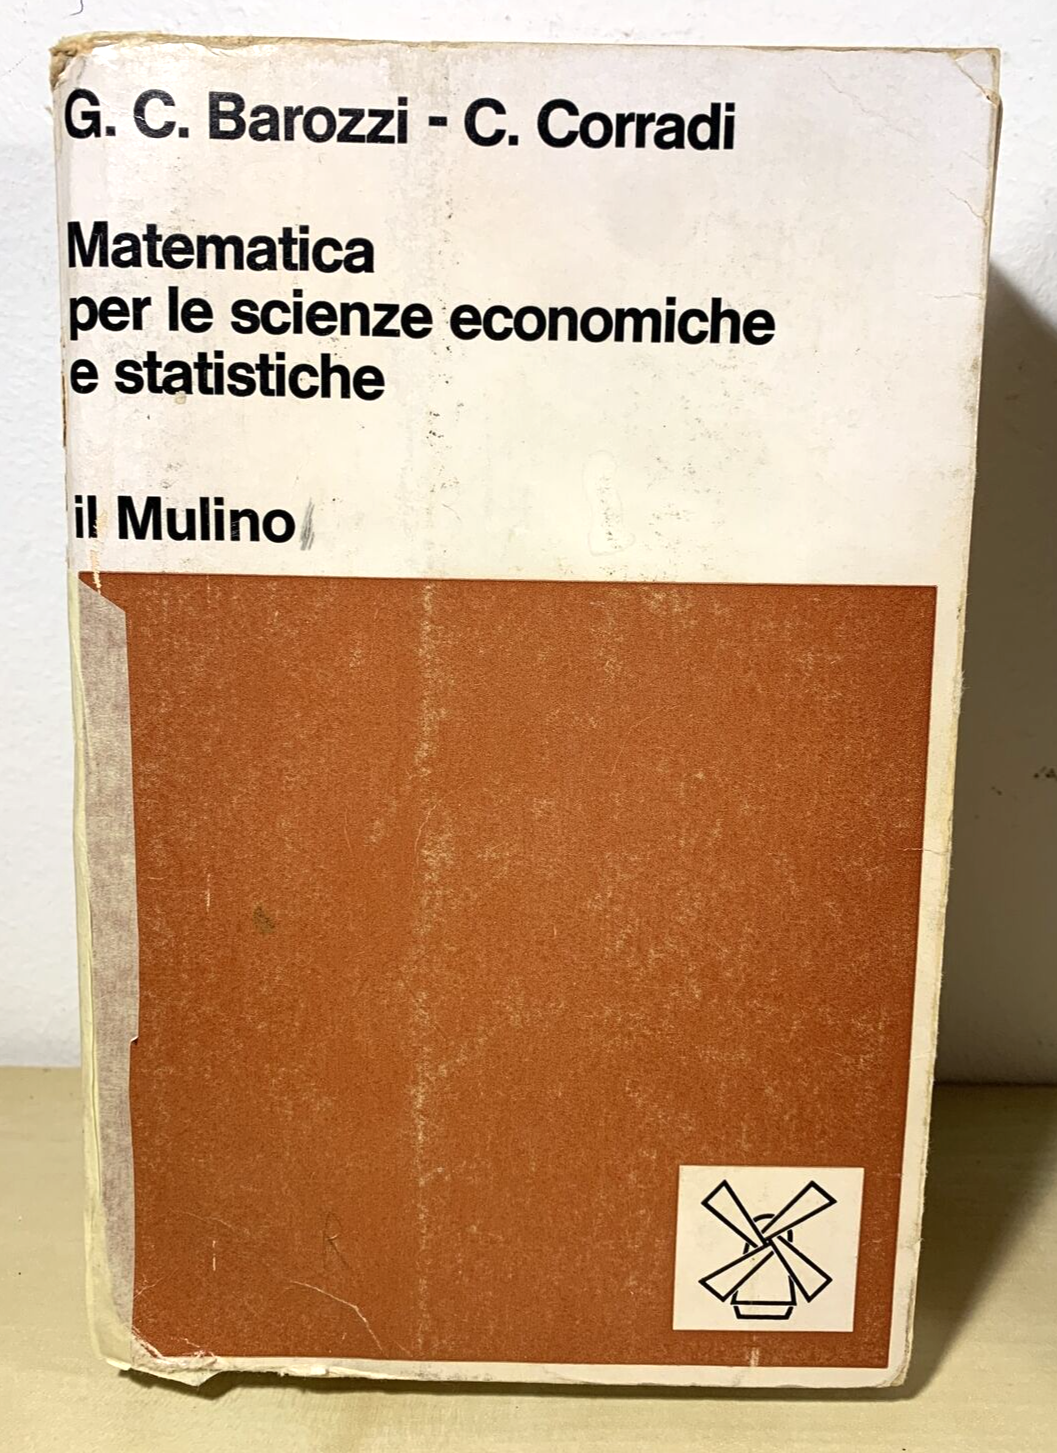 G. C. Barozzi - C. Corradi
Matematica
per le scienze economiche
e statistiche
il Mulino